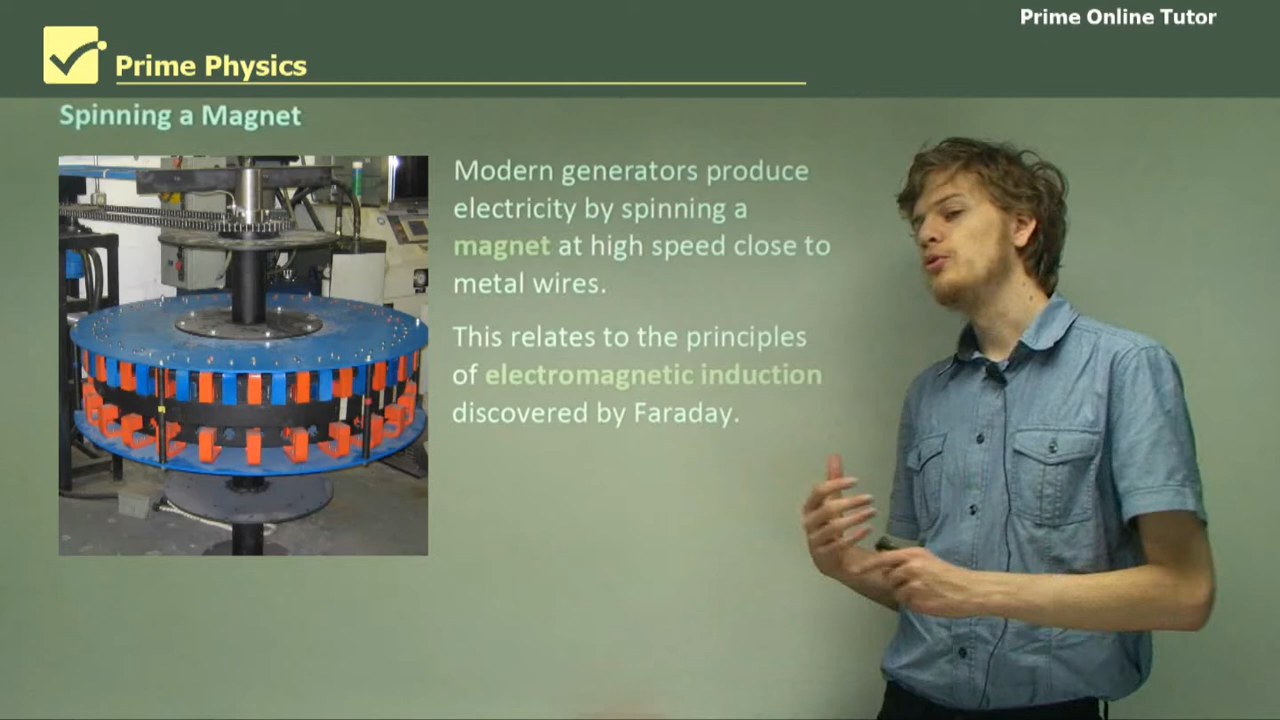 Prime Online Tutor
Prime Physics
Spinning a Magnet
Modern generators produce
electricity by spinning a
magnet at high speed close to
metal wires.
This relates to the principles
of electromagnetic induction
discovered by Faraday.